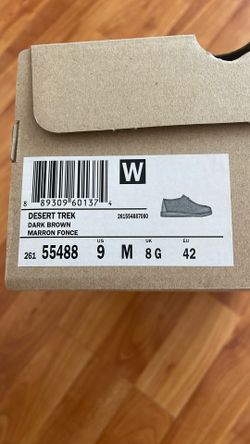 W
8 89309 60137 4
DESERT TREK
261554887080
DARK BROWN
MARRON FONCE
US UK EU
261 55488 9 M 8 G 42